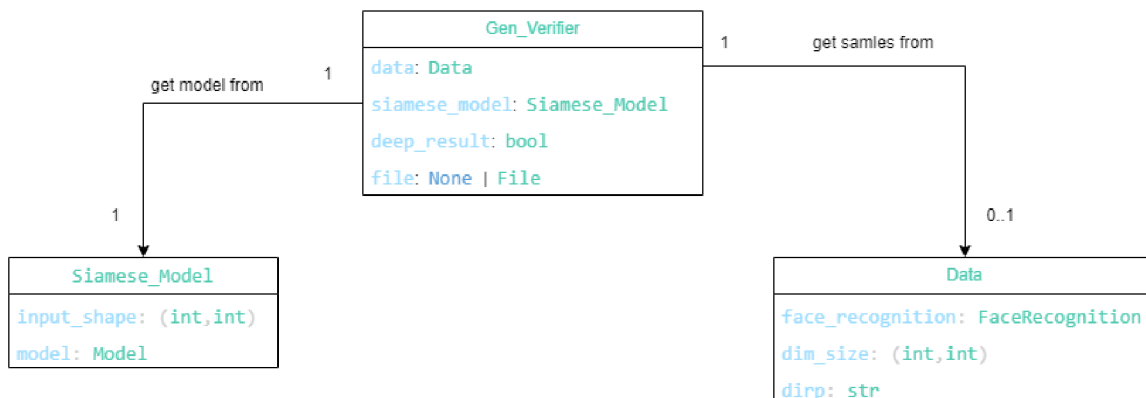 Gen_Verifier
data: Data
siamese_model: Siamese_Model
deep_result: bool
file: None | File
1
get model from
1
1
get samles from
0..1
Siamese_Model
input_shape: (int,int)
model: Model
Data
face_recognition: FaceRecognition
dim_size: (int,int)
dirp: str